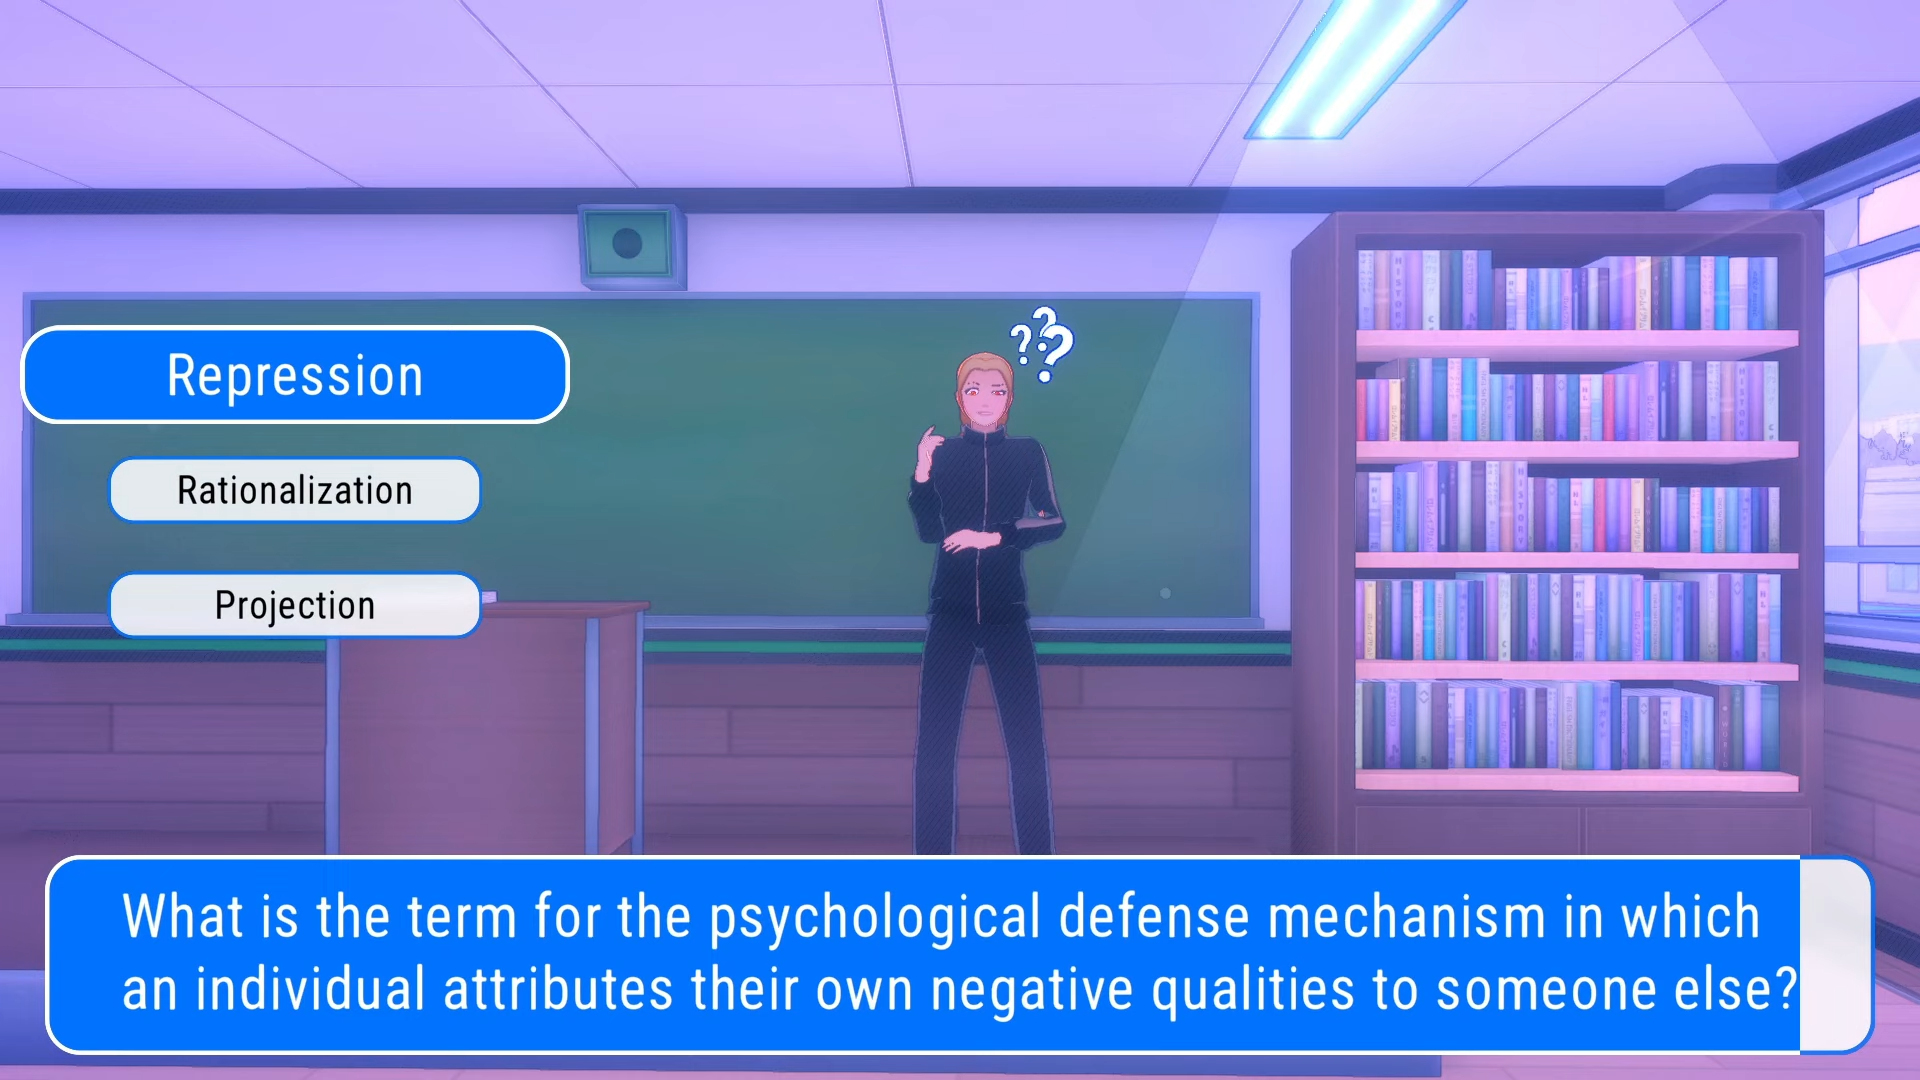 Repression
Rationalization
Projection
What is the term for the psychological defense mechanism in which
an individual attributes their own negative qualities to someone else?